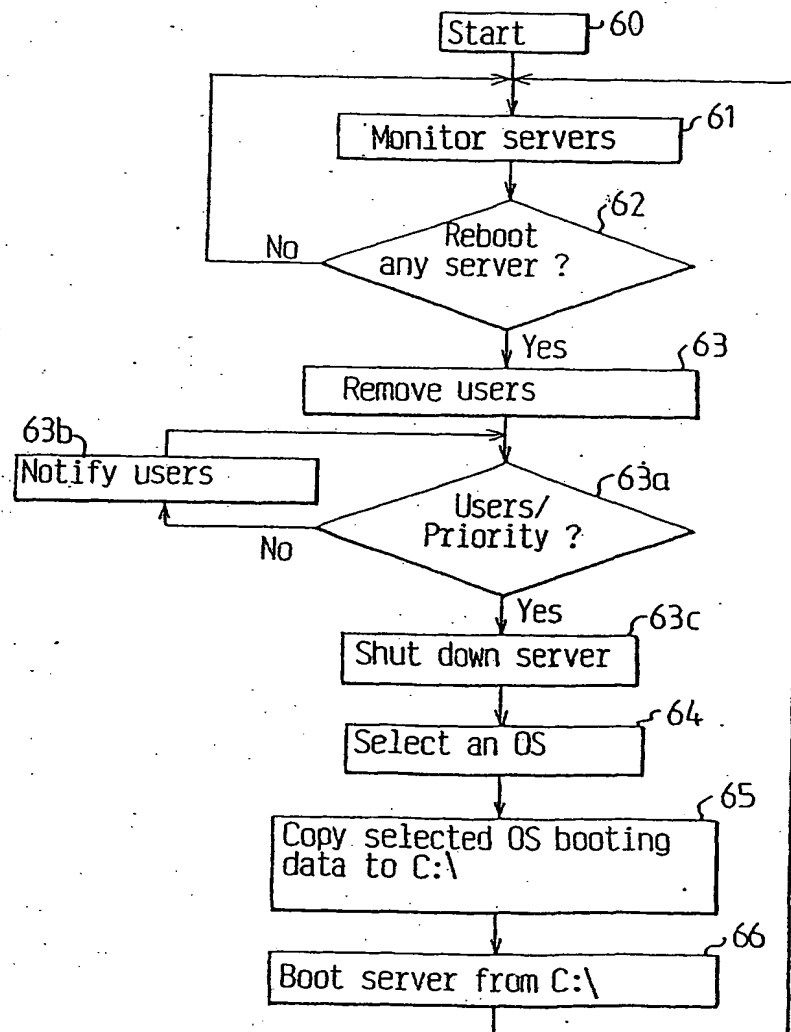 Start
60
Monitor servers
61
62
Reboot
any server ?
No
Yes
63
Remove users
63b
Notify users
63a
Users/
Priority ?
No
Yes
63c
Shut down server
64
Select an OS
65
Copy selected OS booting
data to C:\
66
Boot server from C:\